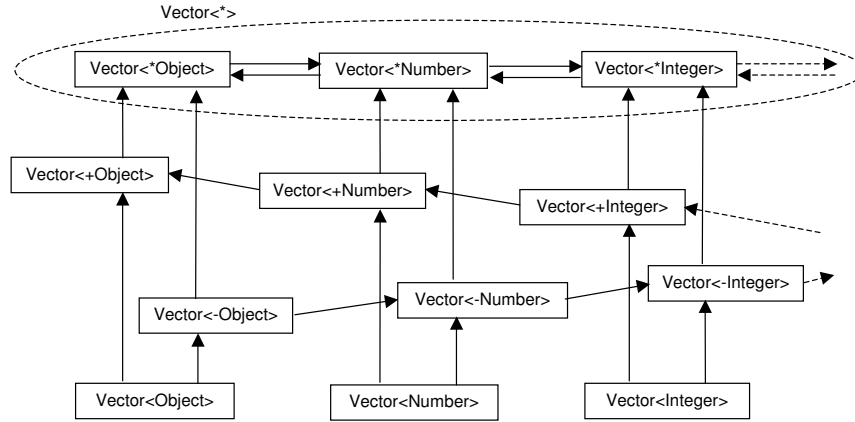 Vector<*>
Vector<*Object>
Vector<*Number>
Vector<*Integer>
Vector<+Object>
Vector<+Number>
Vector<+Integer>
Vector<-Object>
Vector<-Number>
Vector<-Integer>
Vector<Object>
Vector<Number>
Vector<Integer>